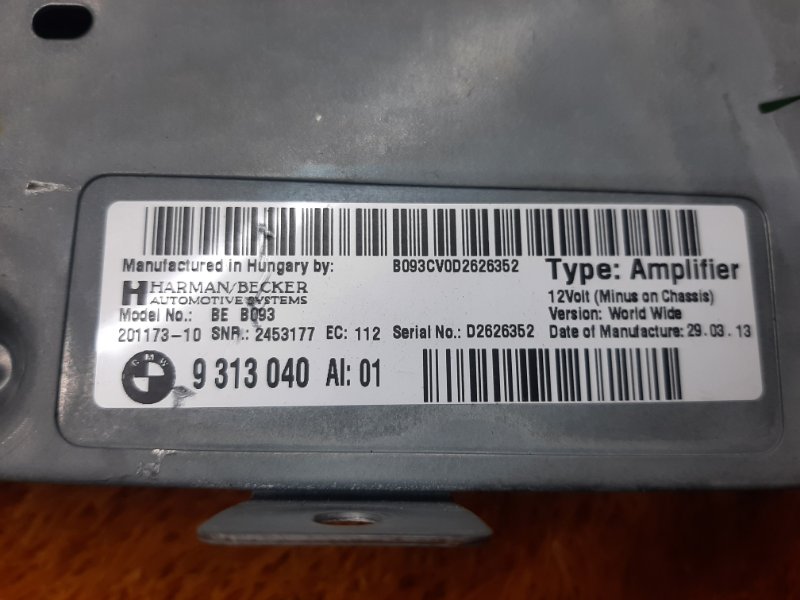 Manufactured in Hungary by: B093CV0D2626352 Type: Amplifier
HARMAN/BECKER
AUTOMOTIVE SYSTEMS
12Volt (Minus on Chassis)
Model No.: BE B093
Version: World Wide
201173-10 SNR.: 2453177 EC: 112 Serial No.: D2626352 Date of Manufacture: 29.03.13
BMW 9 313 040 AI: 01